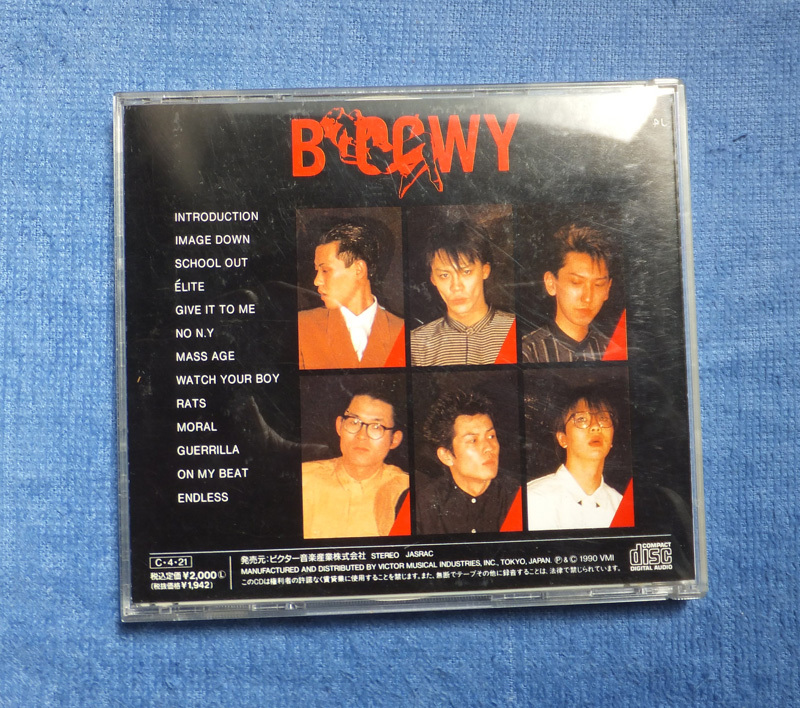 BOOWY
INTRODUCTION
IMAGE DOWN
SCHOOL OUT
ÉLITE
GIVE IT TO ME
NO N.Y
MASS AGE
WATCH YOUR BOY
RATS
MORAL
GUERRILLA
ON MY BEAT
ENDLESS
C・4・21
税込定価¥2,000Ⓛ
(税抜価格¥1,942)
発売元:ビクター音楽産業株式会社 STEREO JASRAC
MANUFACTURED AND DISTRIBUTED BY VICTOR MUSICAL INDUSTRIES, INC., TOKYO, JAPAN. Ⓟ & © 1990 VMI
このCDは権利者の許諾なく賃貸業に使用することを禁じます。また、無断でテープその他に録音することは、法律で禁じられています。
COMPACT
disc
DIGITAL AUDIO